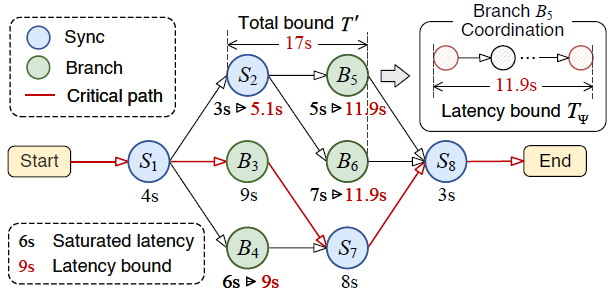 Sync
Branch
Critical path
Total bound T′
17s
S₂
3s ⊳ 5.1s
B₅
5s ⊳ 11.9s
Branch B₅
Coordination
...
11.9s
Latency bound T_Ψ
Start
S₁
4s
B₃
9s
B₆
7s ⊳ 11.9s
S₈
3s
End
6s Saturated latency
9s Latency bound
B₄
6s ⊳ 9s
S₇
8s